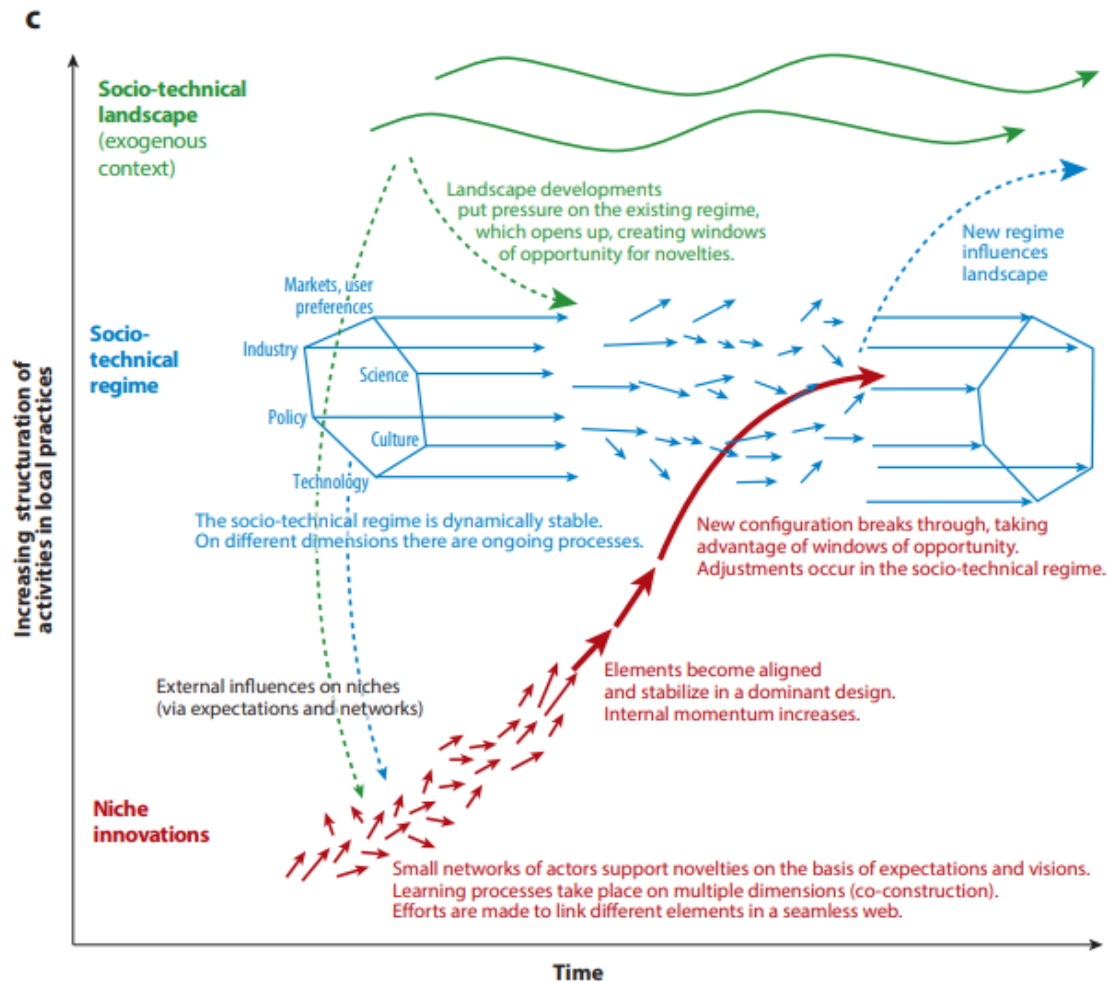 c
Socio-technical
landscape
(exogenous
context)
Landscape developments
put pressure on the existing regime,
which opens up, creating windows
of opportunity for novelties.
New regime
influences
landscape
Markets, user
preferences
Socio-
technical
regime
Industry
Science
Policy
Culture
Technology
Increasing structuration of
activities in local practices
The socio-technical regime is dynamically stable.
On different dimensions there are ongoing processes.
New configuration breaks through, taking
advantage of windows of opportunity.
Adjustments occur in the socio-technical regime.
External influences on niches
(via expectations and networks)
Elements become aligned
and stabilize in a dominant design.
Internal momentum increases.
Niche
innovations
Small networks of actors support novelties on the basis of expectations and visions.
Learning processes take place on multiple dimensions (co-construction).
Efforts are made to link different elements in a seamless web.
Time